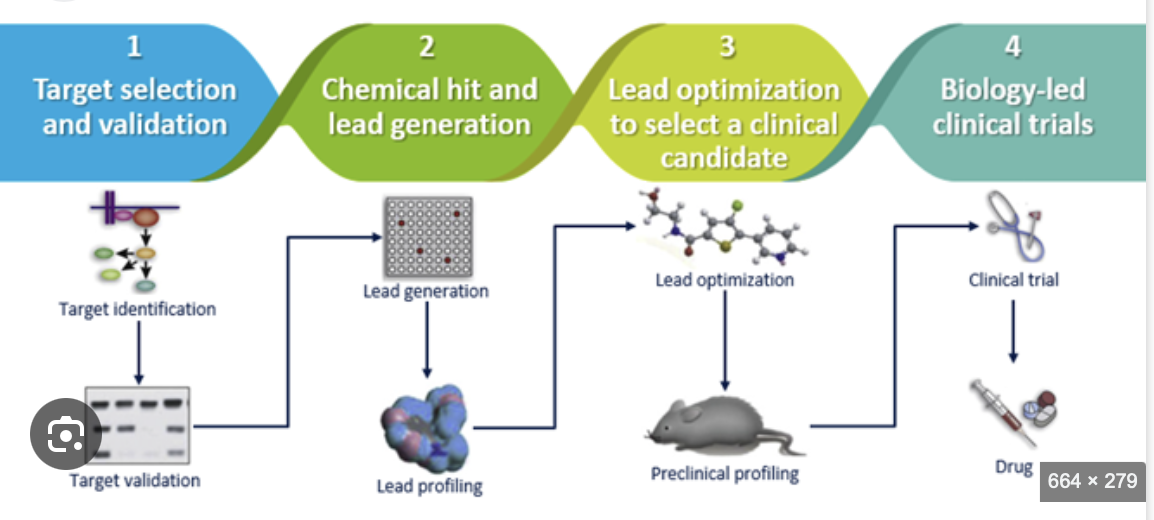 1
Target selection
and validation
2
Chemical hit and
lead generation
3
Lead optimization
to select a clinical
candidate
4
Biology-led
clinical trials
Target identification
Target validation
Lead generation
Lead profiling
Lead optimization
Preclinical profiling
Clinical trial
Drug
664 × 279